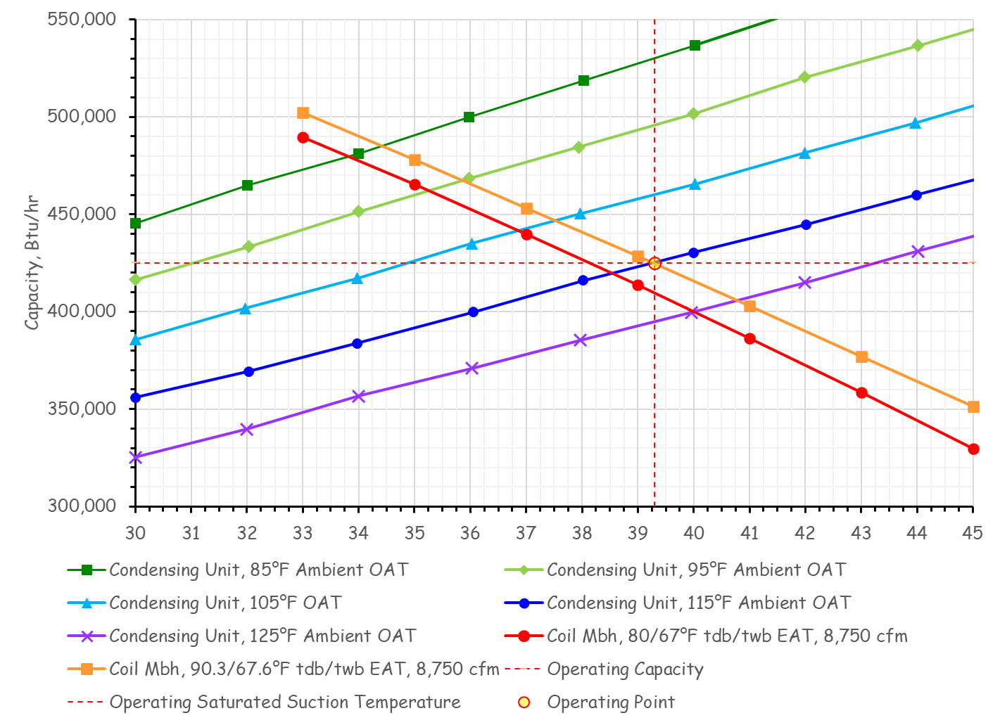 550,000
500,000
450,000
400,000
350,000
300,000
Capacity, Btu/hr
30 31 32 33 34 35 36 37 38 39 40 41 42 43 44 45
Condensing Unit, 85°F Ambient OAT
Condensing Unit, 95°F Ambient OAT
Condensing Unit, 105°F OAT
Condensing Unit, 115°F Ambient OAT
Condensing Unit, 125°F Ambient OAT
Coil Mbh, 80/67°F tdb/twb EAT, 8,750 cfm
Coil Mbh, 90.3/67.6°F tdb/twb EAT, 8,750 cfm
Operating Capacity
Operating Saturated Suction Temperature
Operating Point